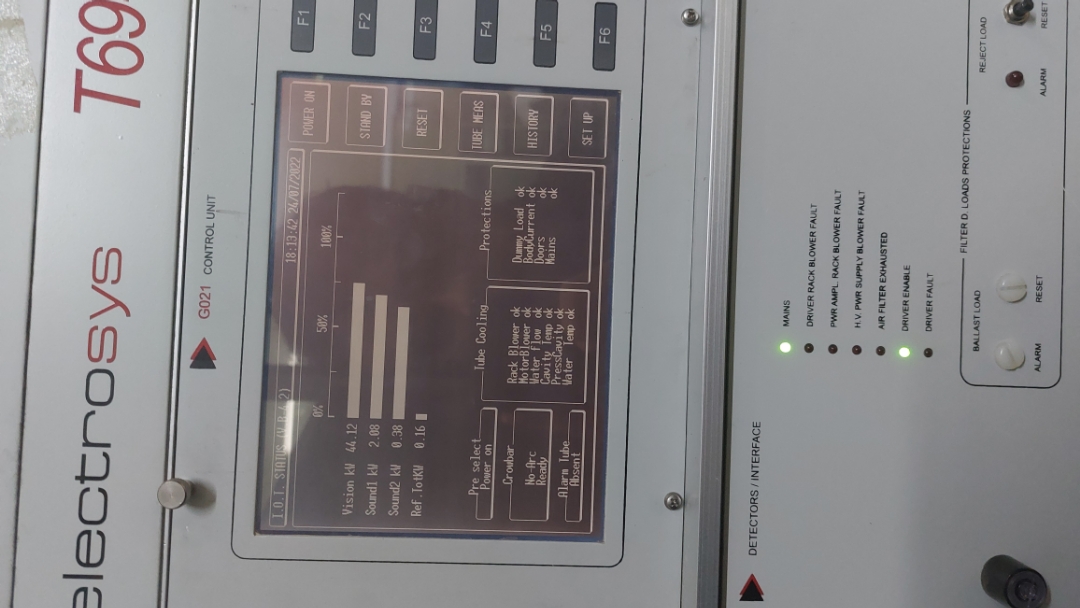 electrosys
T69
G021 CONTROL UNIT
I.O.T. STATUS
18:13:42 24/07/2022
0% 50% 100%
Vision kW 44.12
Sound1 kW 2.08
Sound2 kW 0.38
Ref.TotKW 0.16
Pre select
Power on
Crowbar
No-Arc
Ready
Alarm Tube
Absent
Tube Cooling
Rack Blower ok
MotorBlower ok
Water flow ok
Cavity Temp ok
PressCavity ok
Water Temp ok
Protections
Dummy Load ok
BodyCurrent ok
Doors ok
Mains ok
POWER ON
STAND BY
RESET
TUBE MEAS
HISTORY
SET UP
F1
F2
F3
F4
F5
F6
DETECTORS / INTERFACE
MAINS
DRIVER RACK BLOWER FAULT
PWR AMPL. RACK BLOWER FAULT
H.V. PWR SUPPLY BLOWER FAULT
AIR FILTER EXHAUSTED
DRIVER ENABLE
DRIVER FAULT
FILTER D. LOADS PROTECTIONS
BALLAST LOAD
REJECT LOAD
ALARM
RESET
ALARM
RESET